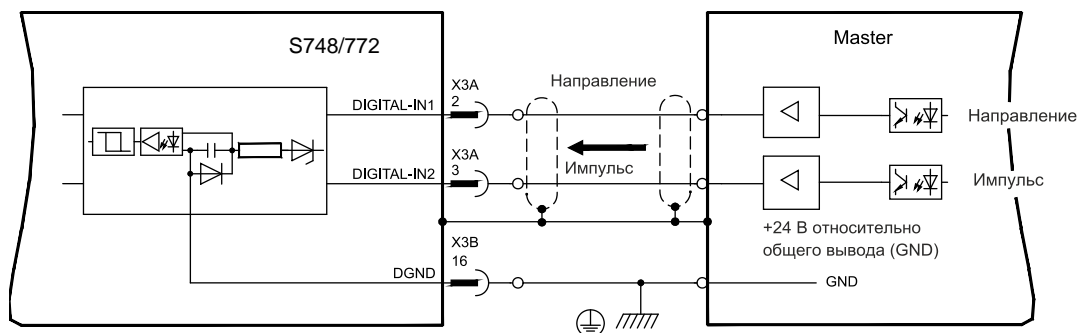 S748/772
Master
X3A
2
Направление
DIGITAL-IN1
Направление
X3A
3
Импульс
DIGITAL-IN2
Импульс
+24 В относительно
общего вывода (GND)
X3B
16
DGND
GND